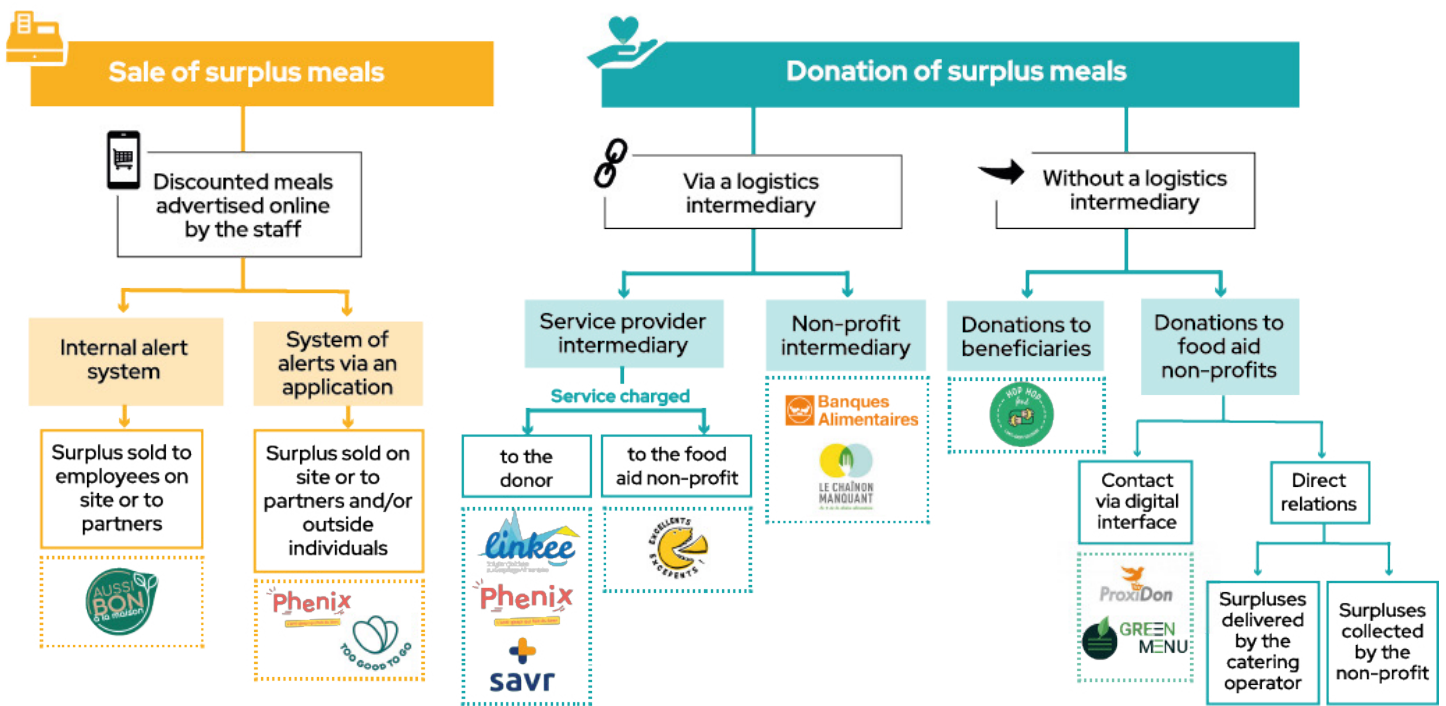 Sale of surplus meals
Discounted meals
advertised online
by the staff
Internal alert
system
System of
alerts via an
application
Surplus sold to
employees on
site or to
partners
Surplus sold on
site or to
partners and/or
outside
individuals
AUSSI
BON
à la maison
Phenix
TOO GOOD TO GO
Donation of surplus meals
Via a logistics
intermediary
Without a logistics
intermediary
Service provider
intermediary
Non-profit
intermediary
Service charged
to the
donor
to the food
aid non-profit
linkee
Phenix
savr
EXCELLENTS
EXCÉDENTS !
Banques
Alimentaires
LE CHAÎNON
MANQUANT
Donations to
beneficiaries
Donations to
food aid
non-profits
HOP HOP
food
Contact
via digital
interface
Direct
relations
ProxiDon
GREEN
MENU
Surpluses
delivered
by the
catering
operator
Surpluses
collected
by the
non-profit